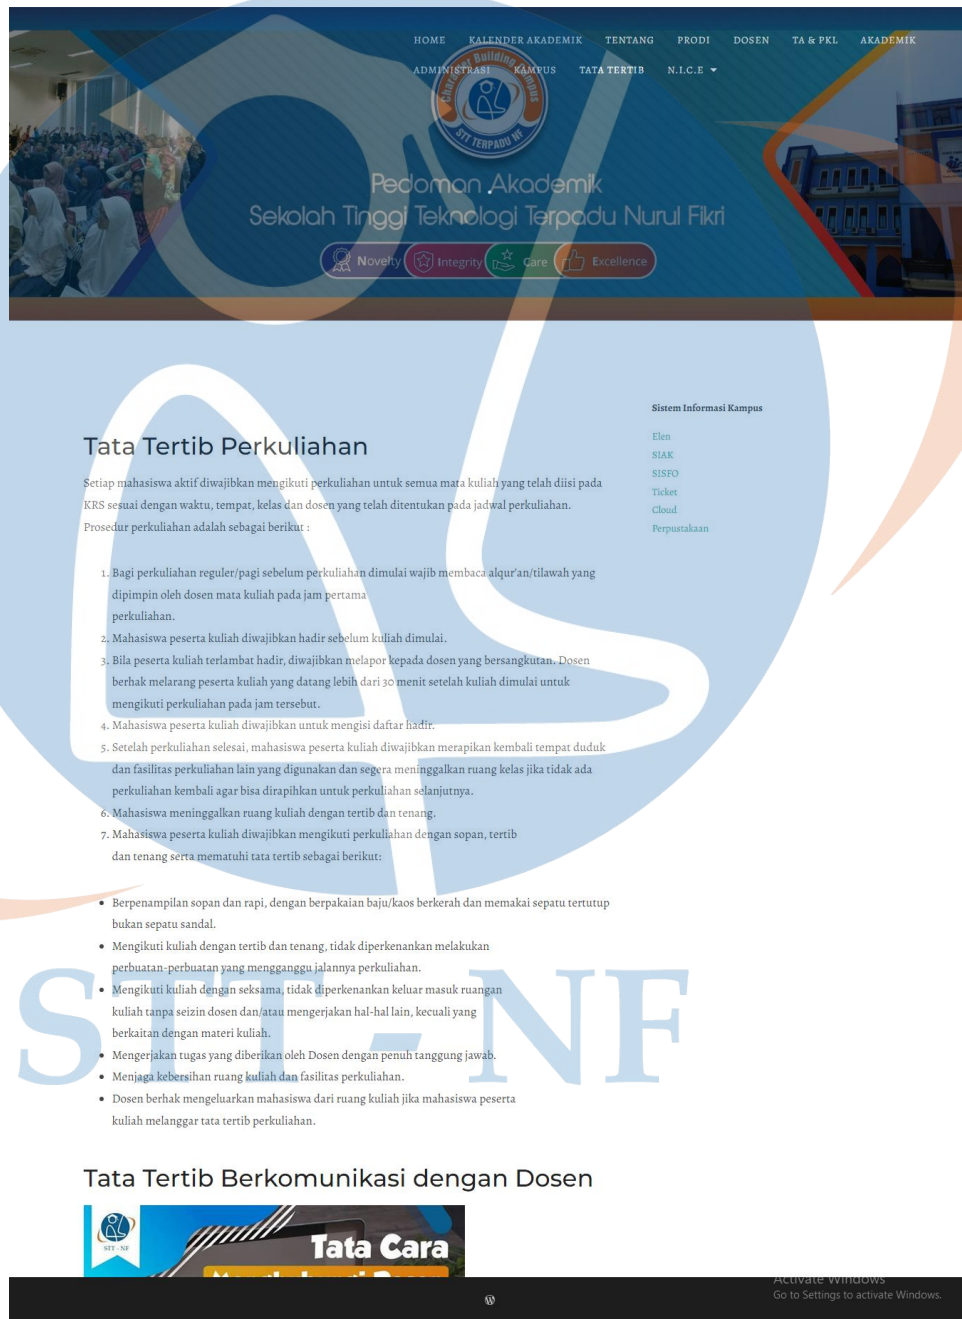 HOME KALENDER AKADEMIK TENTANG PRODI DOSEN TA & PKL AKADEMIK
ADMINISTRASI KAMPUS TATA TERTIB N.I.C.E
Character Building Kampus
STT TERPADU NF
Pedoman Akademik
Sekolah Tinggi Teknologi Terpadu Nurul Fikri
Novelty Integrity Care Excellence
Sistem Informasi Kampus
Elen
SIAK
SISFO
Ticket
Cloud
Perpustakaan
Tata Tertib Perkuliahan
Setiap mahasiswa aktif diwajibkan mengikuti perkuliahan untuk semua mata kuliah yang telah diisi pada
KRS sesuai dengan waktu, tempat, kelas dan dosen yang telah ditentukan pada jadwal perkuliahan.
Prosedur perkuliahan adalah sebagai berikut :
1. Bagi perkuliahan reguler/pagi sebelum perkuliahan dimulai wajib membaca alqur'an/tilawah yang
dipimpin oleh dosen mata kuliah pada jam pertama
perkuliahan.
2. Mahasiswa peserta kuliah diwajibkan hadir sebelum kuliah dimulai.
3. Bila peserta kuliah terlambat hadir, diwajibkan melapor kepada dosen yang bersangkutan. Dosen
berhak melarang peserta kuliah yang datang lebih dari 30 menit setelah kuliah dimulai untuk
mengikuti perkuliahan pada jam tersebut.
4. Mahasiswa peserta kuliah diwajibkan untuk mengisi daftar hadir.
5. Setelah perkuliahan selesai, mahasiswa peserta kuliah diwajibkan merapikan kembali tempat duduk
dan fasilitas perkuliahan lain yang digunakan dan segera meninggalkan ruang kelas jika tidak ada
perkuliahan kembali agar bisa dirapihkan untuk perkuliahan selanjutnya.
6. Mahasiswa meninggalkan ruang kuliah dengan tertib dan tenang.
7. Mahasiswa peserta kuliah diwajibkan mengikuti perkuliahan dengan sopan, tertib
dan tenang serta mematuhi tata tertib sebagai berikut:
• Berpenampilan sopan dan rapi, dengan berpakaian baju/kaos berkerah dan memakai sepatu tertutup
bukan sepatu sandal.
• Mengikuti kuliah dengan tertib dan tenang, tidak diperkenankan melakukan
perbuatan-perbuatan yang mengganggu jalannya perkuliahan.
• Mengikuti kuliah dengan seksama, tidak diperkenankan keluar masuk ruangan
kuliah tanpa seizin dosen dan/atau mengerjakan hal-hal lain, kecuali yang
berkaitan dengan materi kuliah.
• Mengerjakan tugas yang diberikan oleh Dosen dengan penuh tanggung jawab.
• Menjaga kebersihan ruang kuliah dan fasilitas perkuliahan.
• Dosen berhak mengeluarkan mahasiswa dari ruang kuliah jika mahasiswa peserta
kuliah melanggar tata tertib perkuliahan.
STT - NF
Tata Tertib Berkomunikasi dengan Dosen
STT - NF
Tata Cara
Activate Windows
Go to Settings to activate Windows.